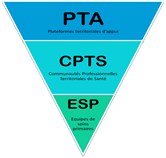 PTA
Plateformes territoriales d'appui
CPTS
Communautés Professionnelles
Territoriales de Santé
ESP
Equipes de
soins
primaires